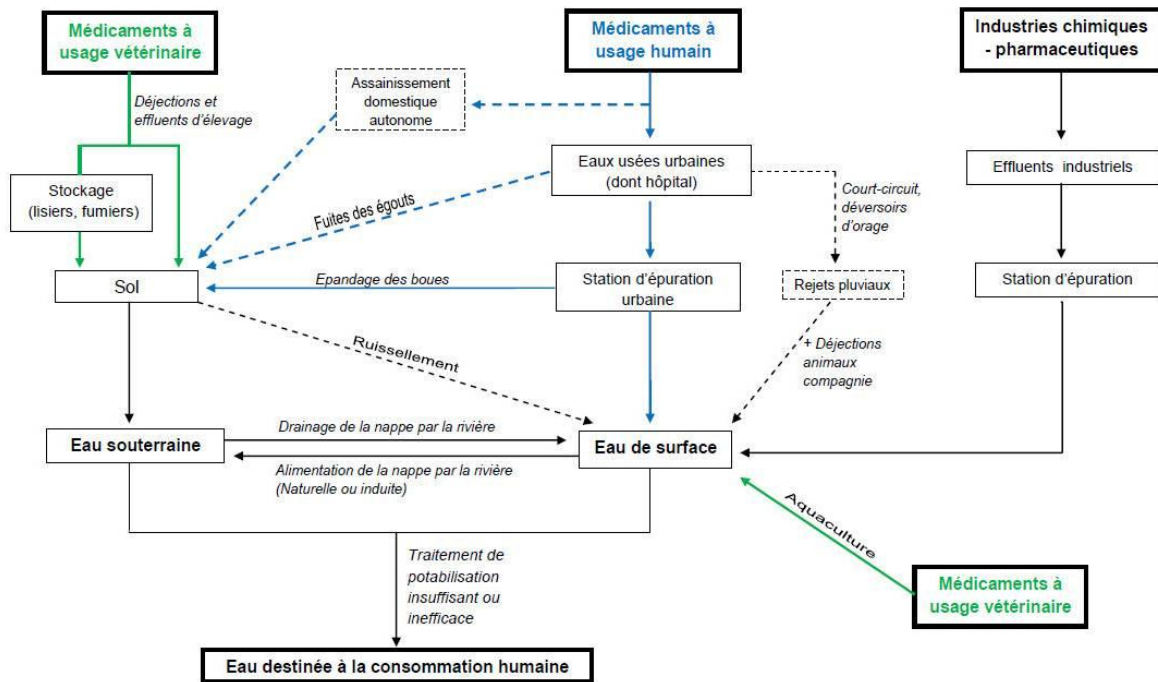 Médicaments à
usage vétérinaire
Médicaments à
usage humain
Industries chimiques
- pharmaceutiques
Déjections et
effluents d'élevage
Assainissement
domestique
autonome
Stockage
(lisiers, fumiers)
Eaux usées urbaines
(dont hôpital)
Effluents industriels
Fuites des égouts
Court-circuit,
déversoirs
d'orage
Sol
Epandage des boues
Station d'épuration
urbaine
Rejets pluviaux
Station d'épuration
Ruissellement
+ Déjections
animaux
compagnie
Eau souterraine
Drainage de la nappe par la rivière
Alimentation de la nappe par la rivière
(Naturelle ou induite)
Eau de surface
Aquaculture
Traitement de
potabilisation
insuffisant ou
inefficace
Médicaments à
usage vétérinaire
Eau destinée à la consommation humaine